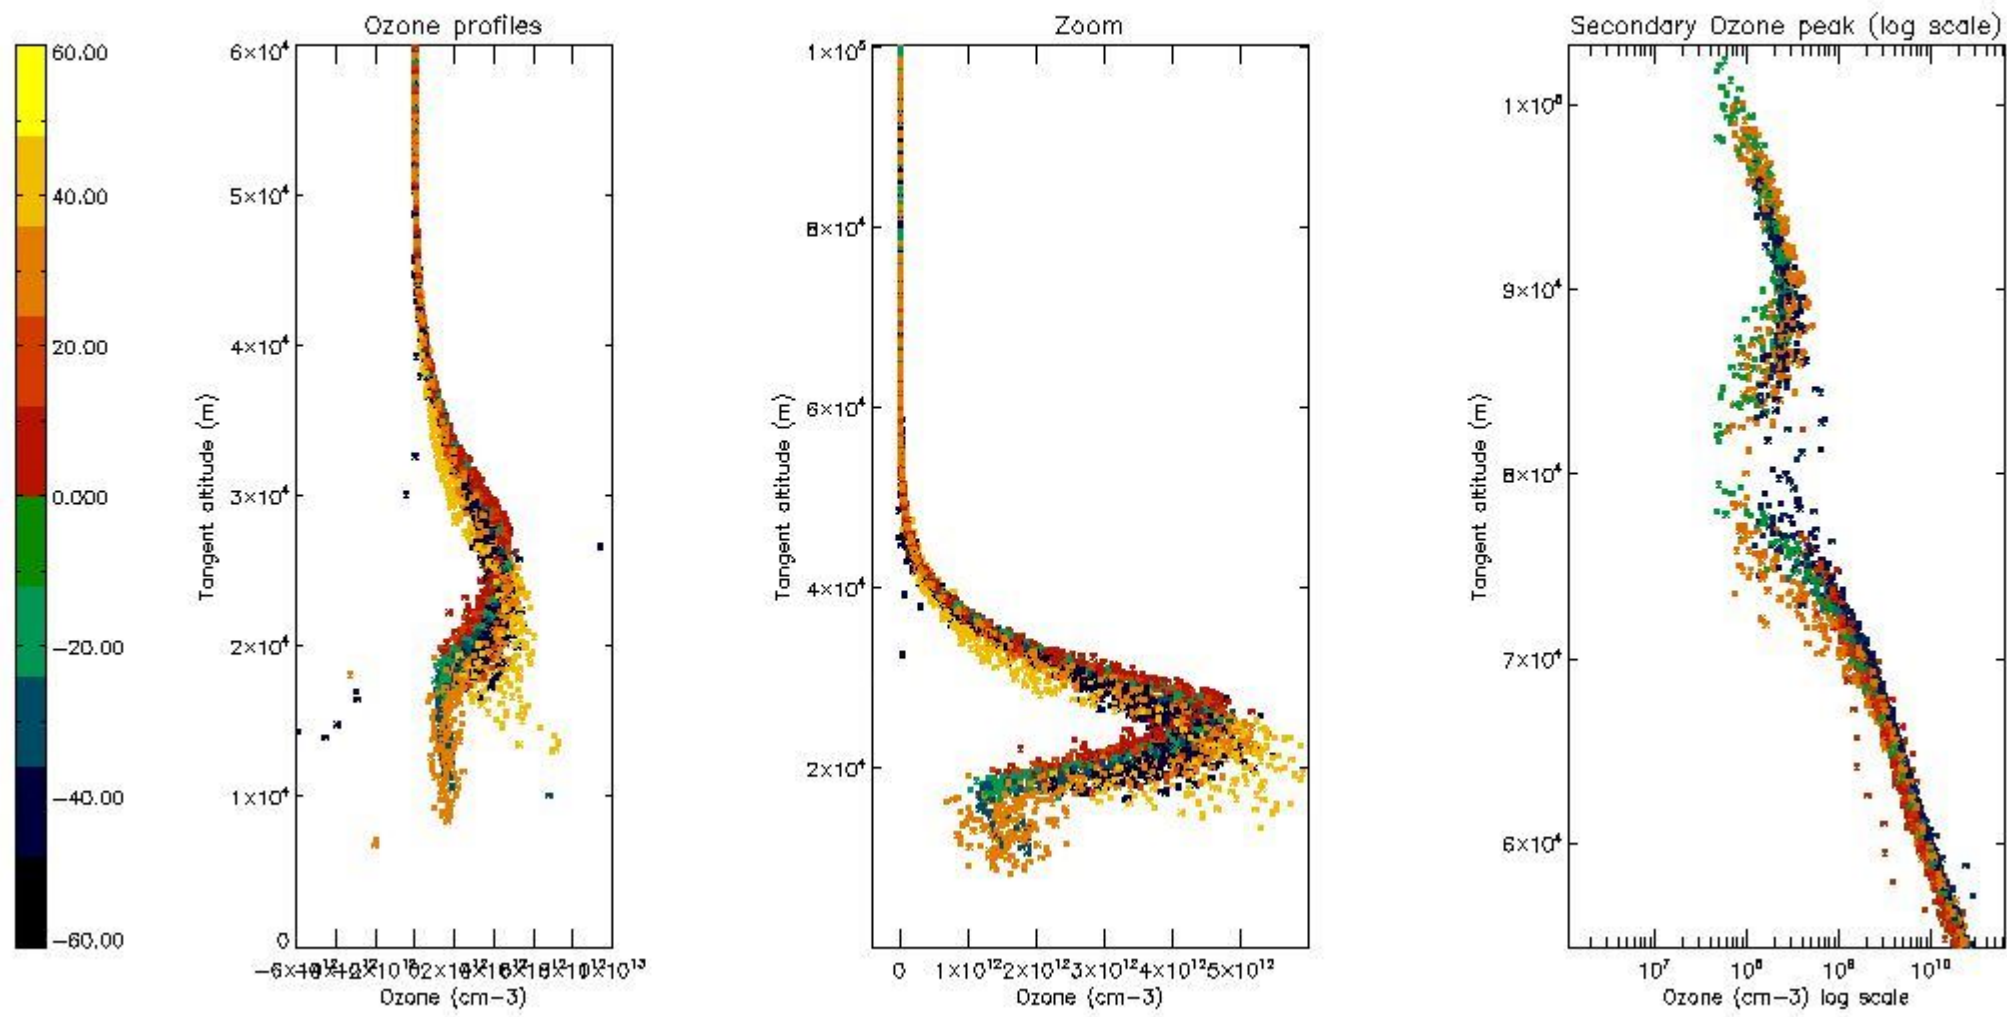 Ozone profiles
Zoom
Secondary Ozone peak (log scale)
60.00
40.00
20.00
-20.00
-40.00
-60.00
6×10⁴
5×10⁴
4×10⁴
3×10⁴
2×10⁴
1×10⁴
0
Tangent altitude (m)
Ozone (cm-3)
1×10⁵
8×10⁴
6×10⁴
4×10⁴
2×10⁴
Tangent altitude (m)
0 1×10¹² 2×10¹² 3×10¹² 4×10¹² 5×10¹²
Ozone (cm-3)
9×10⁴
8×10⁴
7×10⁴
6×10⁴
Tangent altitude (m)
10⁷ 10⁸ 10⁹ 10¹⁰
Ozone (cm-3) log scale